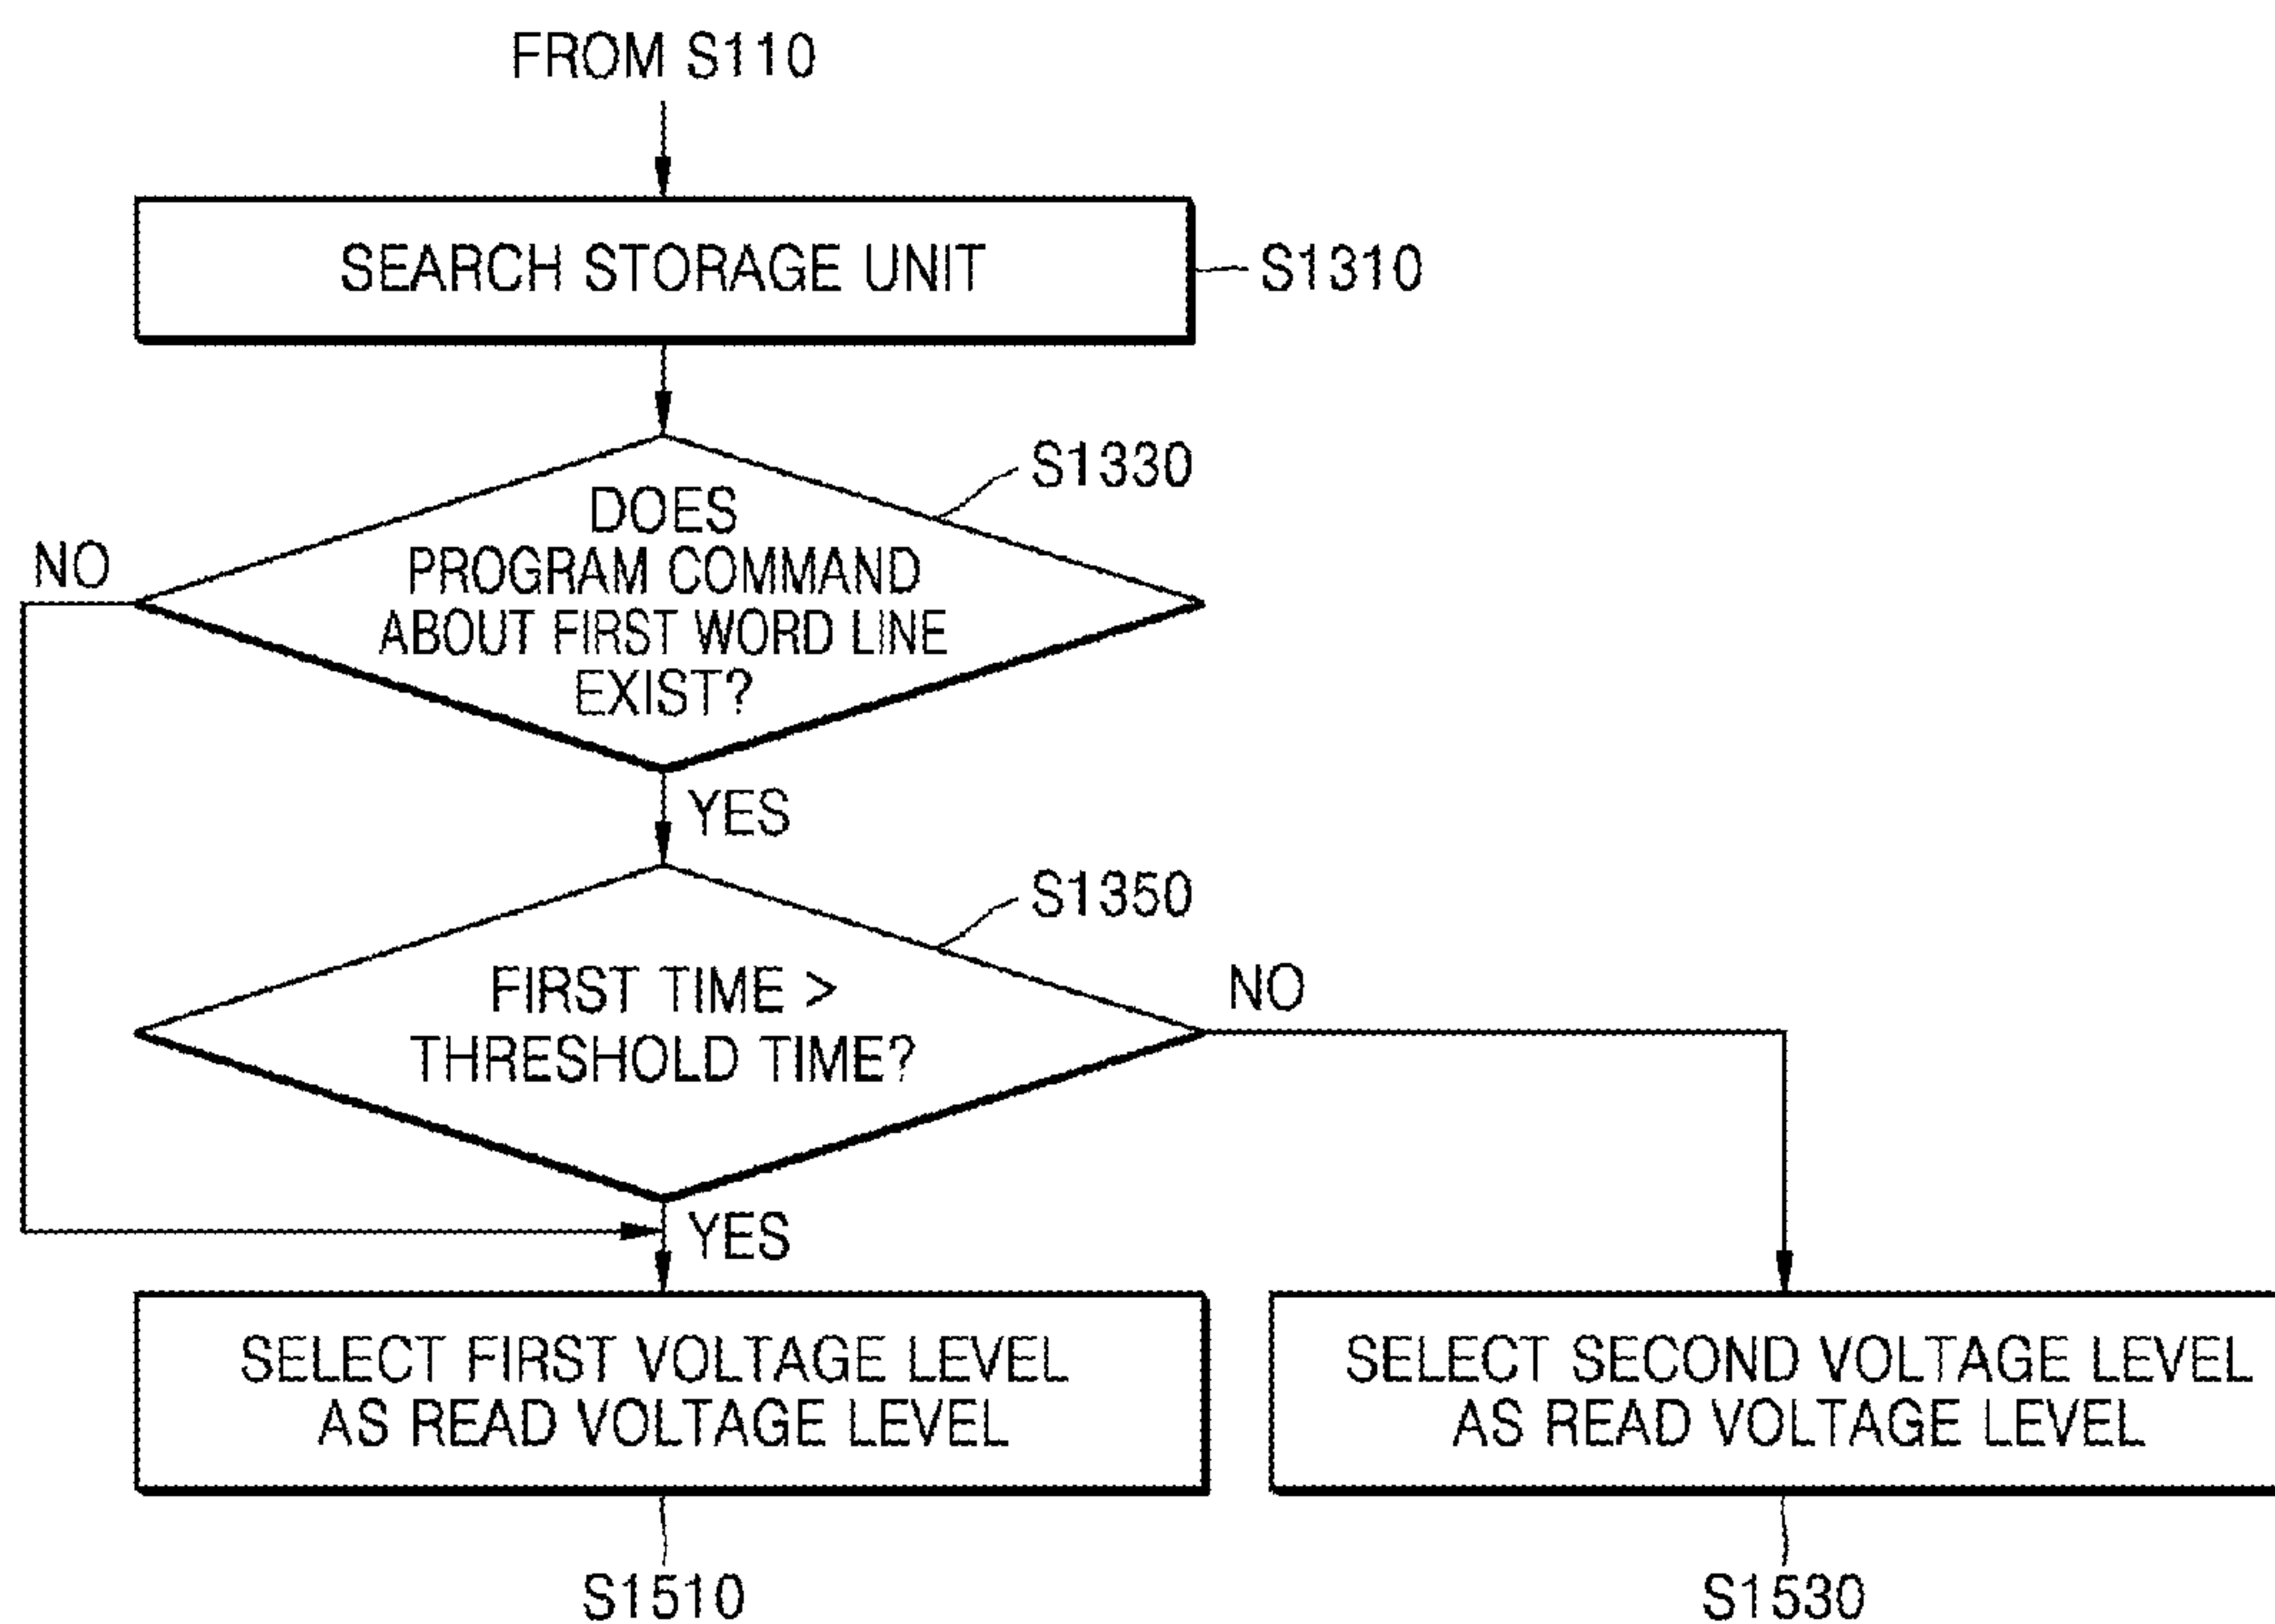 FROM S110
SEARCH STORAGE UNIT
S1310
S1330
DOES
PROGRAM COMMAND
ABOUT FIRST WORD LINE
EXIST?
NO
YES
S1350
FIRST TIME >
THRESHOLD TIME?
NO
YES
SELECT FIRST VOLTAGE LEVEL
AS READ VOLTAGE LEVEL
SELECT SECOND VOLTAGE LEVEL
AS READ VOLTAGE LEVEL
S1510
S1530